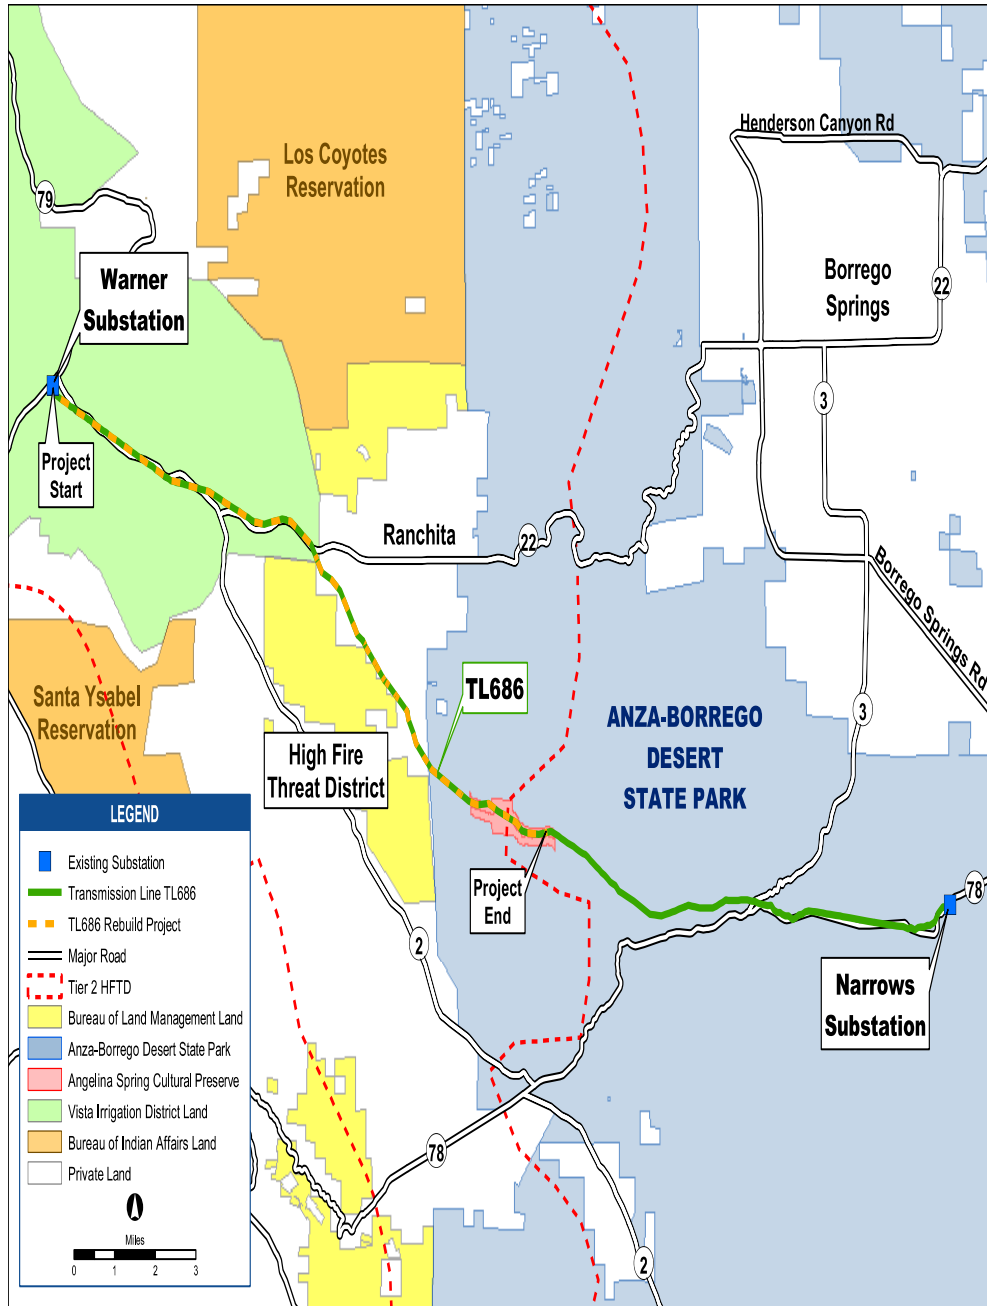 Henderson Canyon Rd
Los Coyotes
Reservation
79
Warner
Substation
Borrego
Springs
22
3
Project
Start
Ranchita
22
Borrego Springs Rd
Santa Ysabel
Reservation
TL686
3
ANZA-BORREGO
DESERT
STATE PARK
High Fire
Threat District
Project
End
78
2
Narrows
Substation
78
2
LEGEND
Existing Substation
Transmission Line TL686
TL686 Rebuild Project
Major Road
Tier 2 HFTD
Bureau of Land Management Land
Anza-Borrego Desert State Park
Angelina Spring Cultural Preserve
Vista Irrigation District Land
Bureau of Indian Affairs Land
Private Land
Miles
0 1 2 3